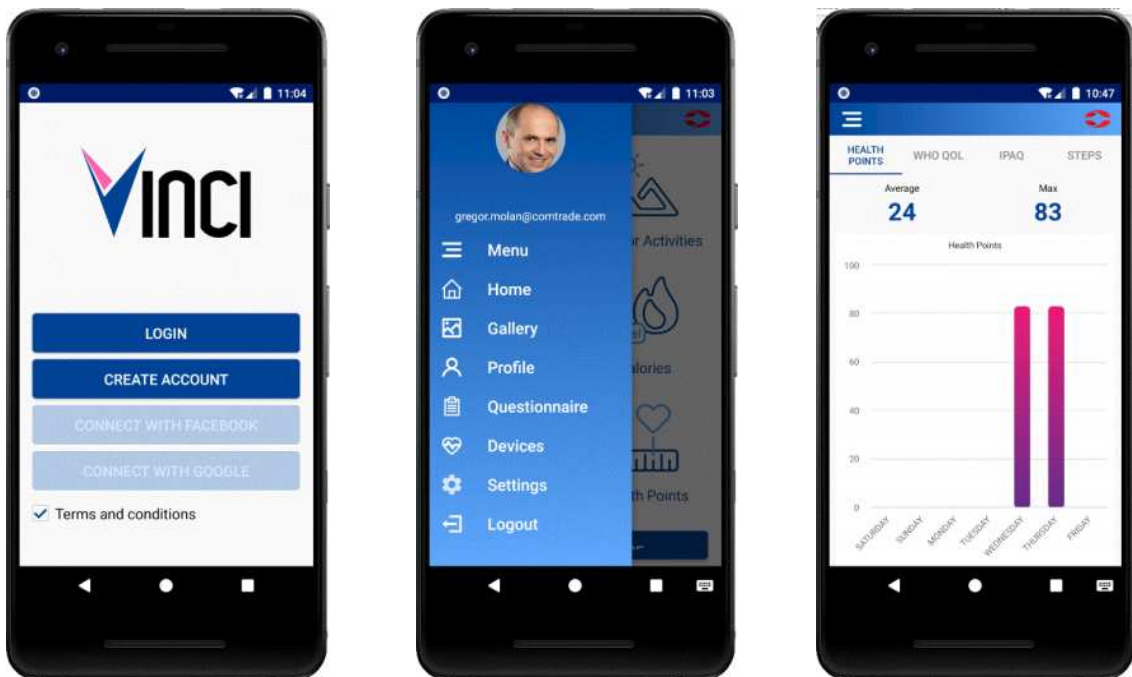 11:04
VINCI
LOGIN
CREATE ACCOUNT
CONNECT WITH FACEBOOK
CONNECT WITH GOOGLE
Terms and conditions
11:03
gregor.molan@comtrade.com
Menu
Home
Gallery
Profile
Questionnaire
Devices
Settings
Logout
r Activities
alories
th Points
10:47
HEALTH POINTS WHO QOL IPAQ STEPS
Average Max
24 83
Health Points
100
80
60
40
20
0
SATURDAY SUNDAY MONDAY TUESDAY WEDNESDAY THURSDAY FRIDAY